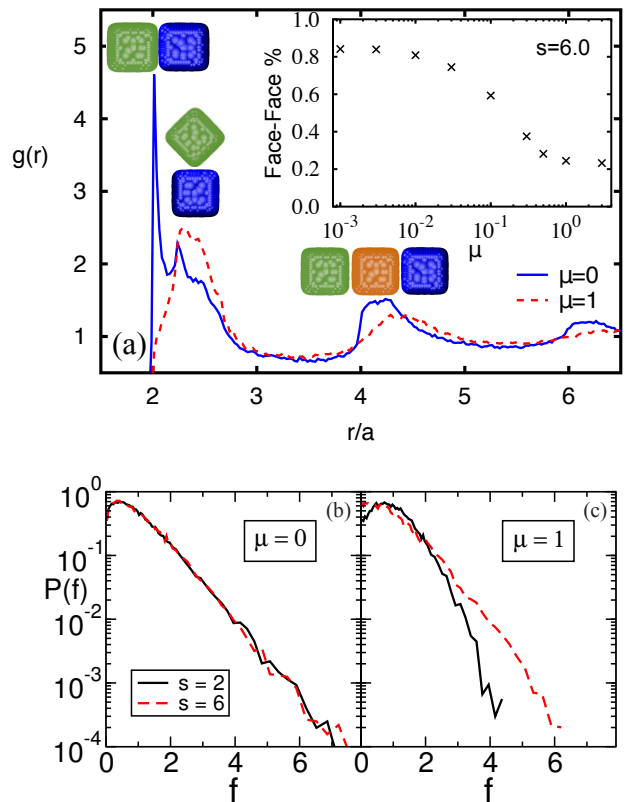 5
4
3
2
1
g(r)
1.0
0.8
0.6
0.4
0.2
0.0
Face-Face %
s=6.0
10⁻³ 10⁻² 10⁻¹ 10⁰
μ
μ=0
μ=1
(a)
2 3 4 5 6
r/a
10⁰
10⁻¹
10⁻²
10⁻³
10⁻⁴
P(f)
(b)
μ = 0
s = 2
s = 6
0 2 4 6
f
(c)
μ = 1
0 2 4 6 8
f